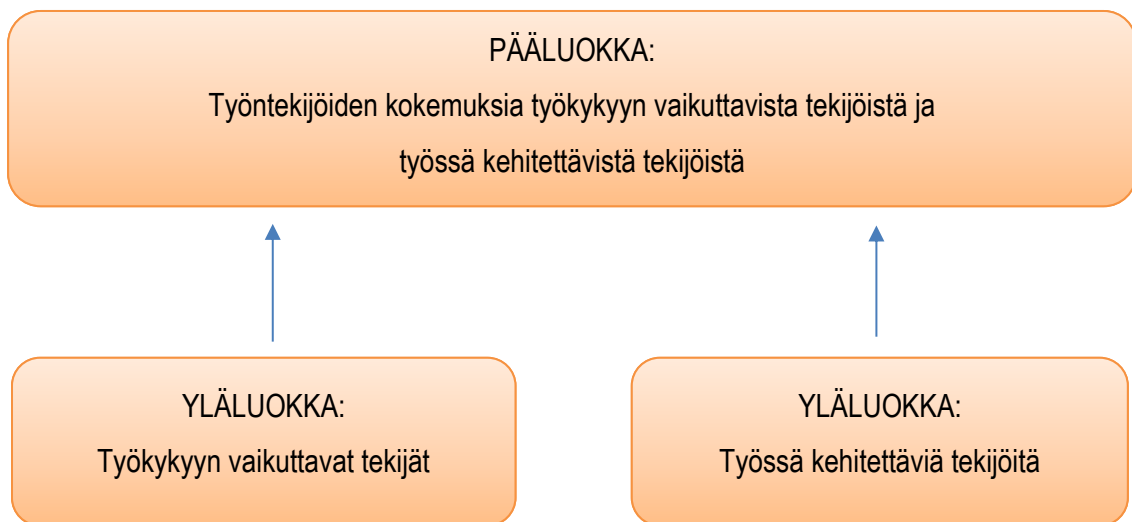 PÄÄLUOKKA:
Työntekijöiden kokemuksia työkykyyn vaikuttavista tekijöistä ja
työssä kehitettävistä tekijöistä
YLÄLUOKKA:
Työkykyyn vaikuttavat tekijät
YLÄLUOKKA:
Työssä kehitettäviä tekijöitä